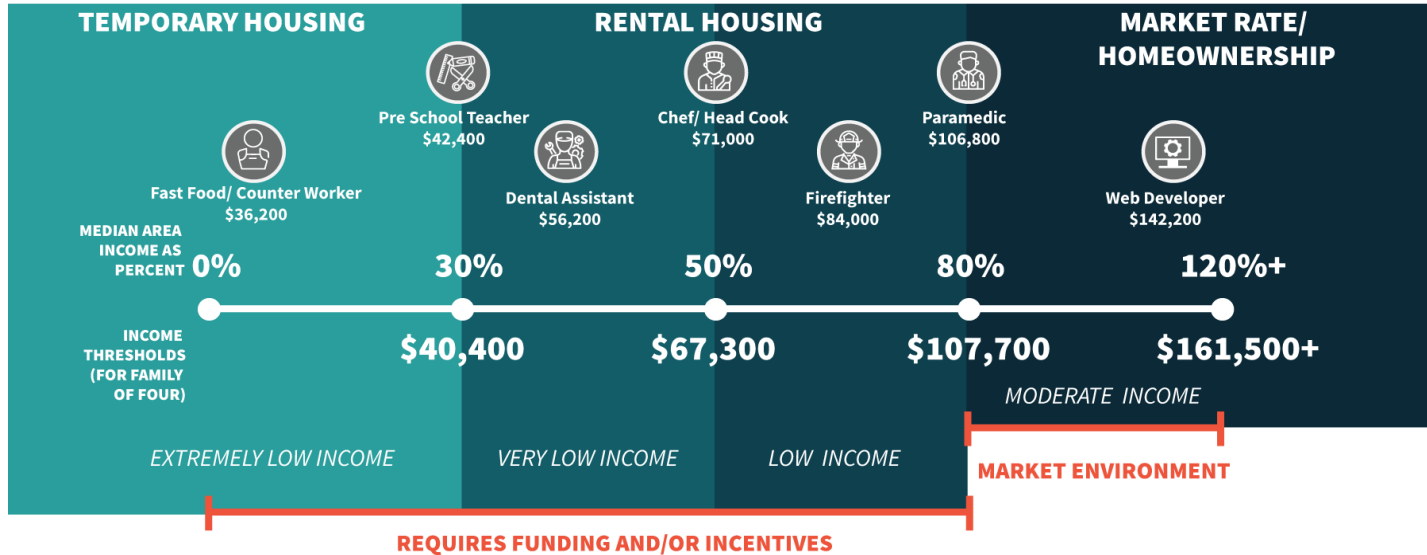 TEMPORARY HOUSING
RENTAL HOUSING
MARKET RATE/
HOMEOWNERSHIP
Fast Food/ Counter Worker
$36,200
Pre School Teacher
$42,400
Dental Assistant
$56,200
Chef/ Head Cook
$71,000
Firefighter
$84,000
Paramedic
$106,800
Web Developer
$142,200
MEDIAN AREA
INCOME AS
PERCENT
0%
30%
50%
80%
120%+
INCOME
THRESHOLDS
(FOR FAMILY
OF FOUR)
$40,400
$67,300
$107,700
$161,500+
EXTREMELY LOW INCOME
VERY LOW INCOME
LOW INCOME
MODERATE INCOME
MARKET ENVIRONMENT
REQUIRES FUNDING AND/OR INCENTIVES